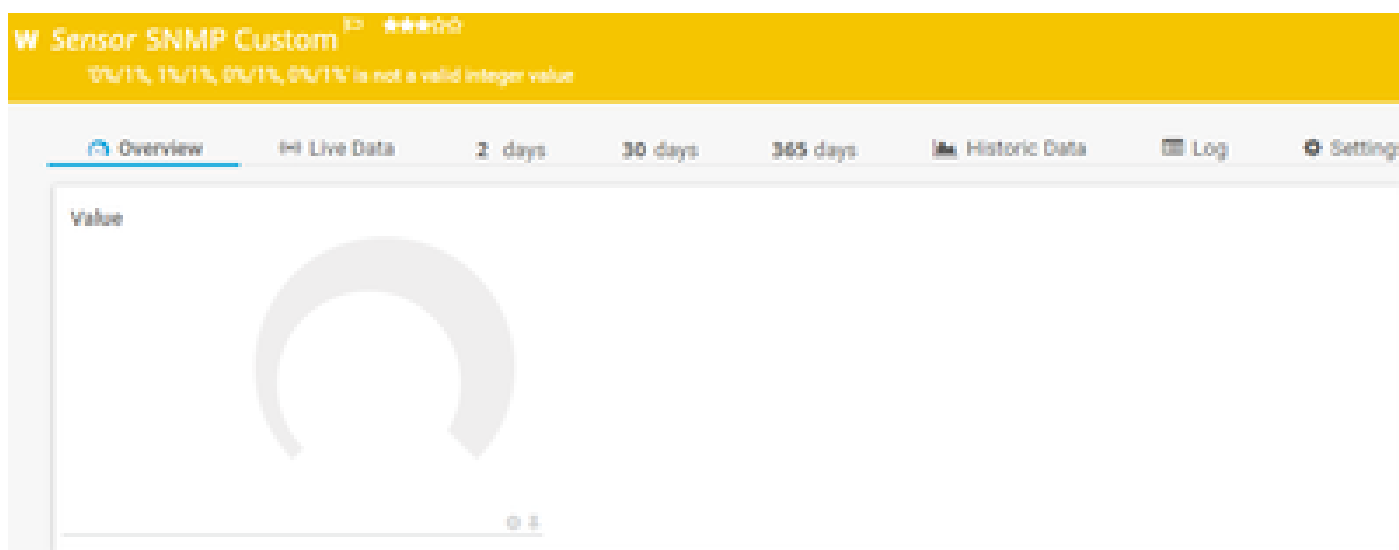 W Sensor SNMP Custom
'0%/1%, 1%/1%, 0%/1%, 0%/1%' is not a valid integer value
Overview Live Data 2 days 30 days 365 days Historic Data Log Setting
Value